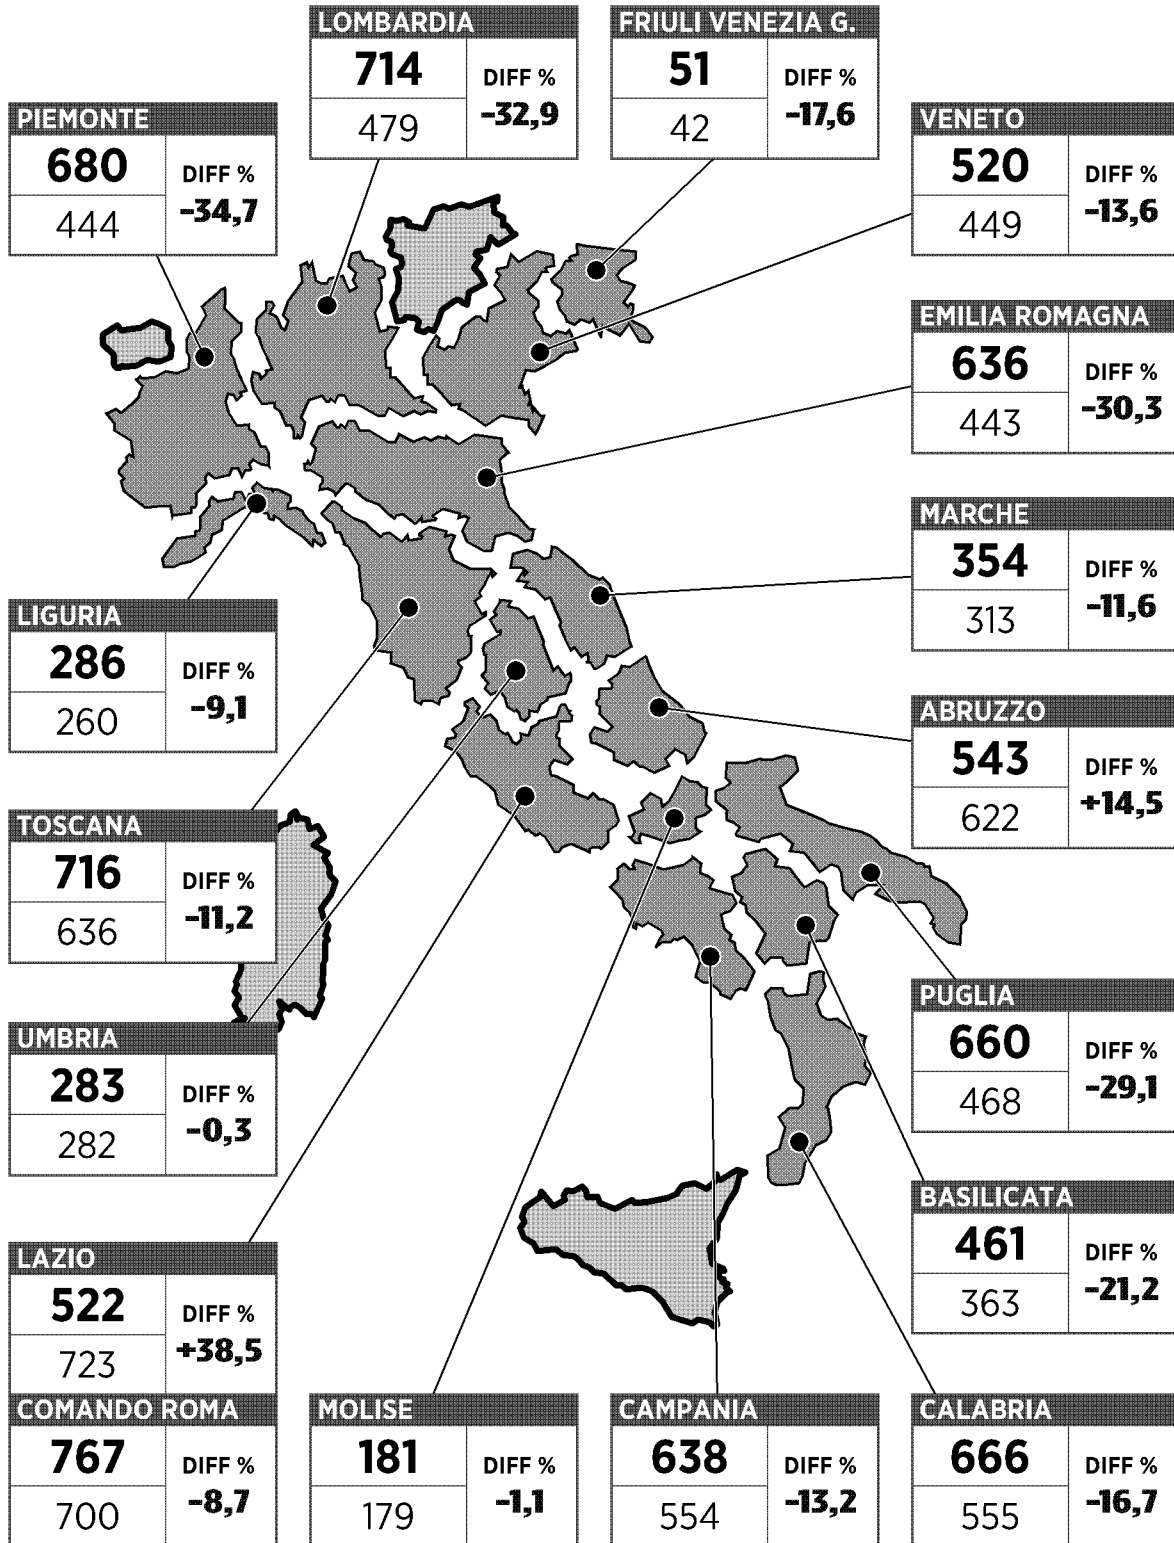 LOMBARDIA
714
479
DIFF %
-32,9
FRIULI VENEZIA G.
51
42
DIFF %
-17,6
PIEMONTE
680
444
DIFF %
-34,7
VENETO
520
449
DIFF %
-13,6
EMILIA ROMAGNA
636
443
DIFF %
-30,3
MARCHE
354
313
DIFF %
-11,6
LIGURIA
286
260
DIFF %
-9,1
ABRUZZO
543
622
DIFF %
+14,5
TOSCANA
716
636
DIFF %
-11,2
PUGLIA
660
468
DIFF %
-29,1
UMBRIA
283
282
DIFF %
-0,3
BASILICATA
461
363
DIFF %
-21,2
LAZIO
522
723
DIFF %
+38,5
COMANDO ROMA
767
700
DIFF %
-8,7
MOLISE
181
179
DIFF %
-1,1
CAMPANIA
638
554
DIFF %
-13,2
CALABRIA
666
555
DIFF %
-16,7